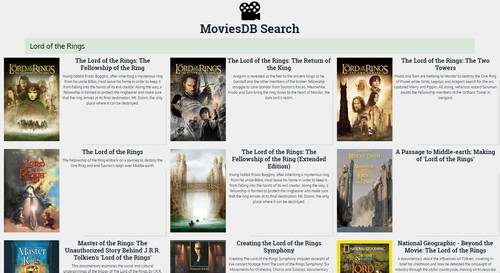 MoviesDB Search
Lord of the Rings
The Lord of the Rings: The
Fellowship of the Ring
Young hobbit Frodo Baggins, after inheriting a mysterious ring
from his uncle Bilbo, must leave his home in order to keep it
from falling into the hands of its evil creator. Along the way, a
fellowship is formed to protect the ringbearer and make sure
that the ring arrives at its final destination: Mt. Doom, the only
place where it can be destroyed.
The Lord of the Rings: The Return of
the King
Aragorn is revealed as the heir to the ancient kings as he,
Gandalf and the other members of the broken fellowship
struggle to save Gondor from Sauron's forces. Meanwhile,
Frodo and Sam bring the ring closer to the heart of Mordor, the
dark lord's realm.
The Lord of the Rings: The Two
Towers
Frodo and Sam are trekking to Mordor to destroy the One Ring
of Power while Gimli, Legolas and Aragorn search for the orc-
captured Merry and Pippin. All along, nefarious wizard Saruman
awaits the Fellowship members at the Orthanc Tower in
Isengard.
The Lord of the Rings
The Fellowship of the Ring embark on a journey to destroy the
One Ring and end Sauron's reign over Middle-earth.
The Lord of the Rings: The
Fellowship of the Ring (Extended
Edition)
Young hobbit Frodo Baggins, after inheriting a mysterious ring
from his uncle Bilbo, must leave his home in order to keep it
from falling into the hands of its evil creator. Along the way, a
fellowship is formed to protect the ringbearer and make sure
that the ring arrives at its final destination: Mt. Doom, the only
place where it can be destroyed.
A Passage to Middle-earth: Making
of 'Lord of the Rings'
Master of the Rings: The
Unauthorized Story Behind J.R.R.
Tolkien's 'Lord of the Rings'
This documentary examines the social and literary
Creating the Lord of the Rings
Symphony
Creating The Lord of the Rings Symphony includes excerpts of
live concert footage from The Lord of the Rings Symphony: Six
Movements for Orchestra, Chorus and Soloists, documentary
National Geographic - Beyond the
Movie: The Lord of the Rings
This documentary explores the influences on Tolkien, covering in
brief his childhood and how he detested the onslaught of
industry through the idyllic countryside, moving on to describe